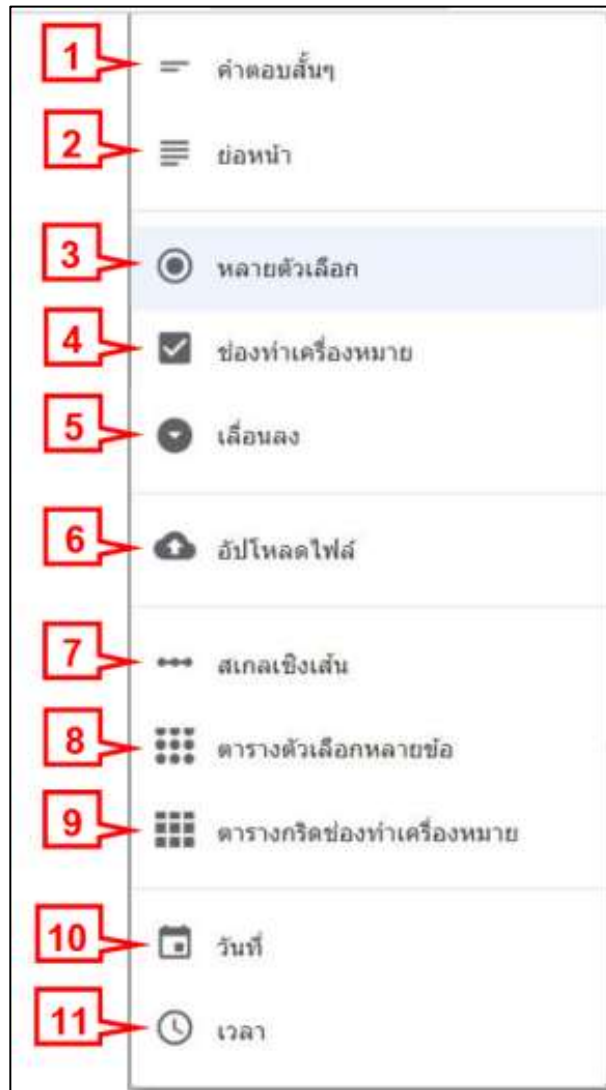 1 คำตอบสั้นๆ
2 ย่อหน้า
3 หลายตัวเลือก
4 ช่องทำเครื่องหมาย
5 เลื่อนลง
6 อัปโหลดไฟล์
7 สเกลเชิงเส้น
8 ตารางตัวเลือกหลายข้อ
9 ตารางกริดช่องทำเครื่องหมาย
10 วันที่
11 เวลา